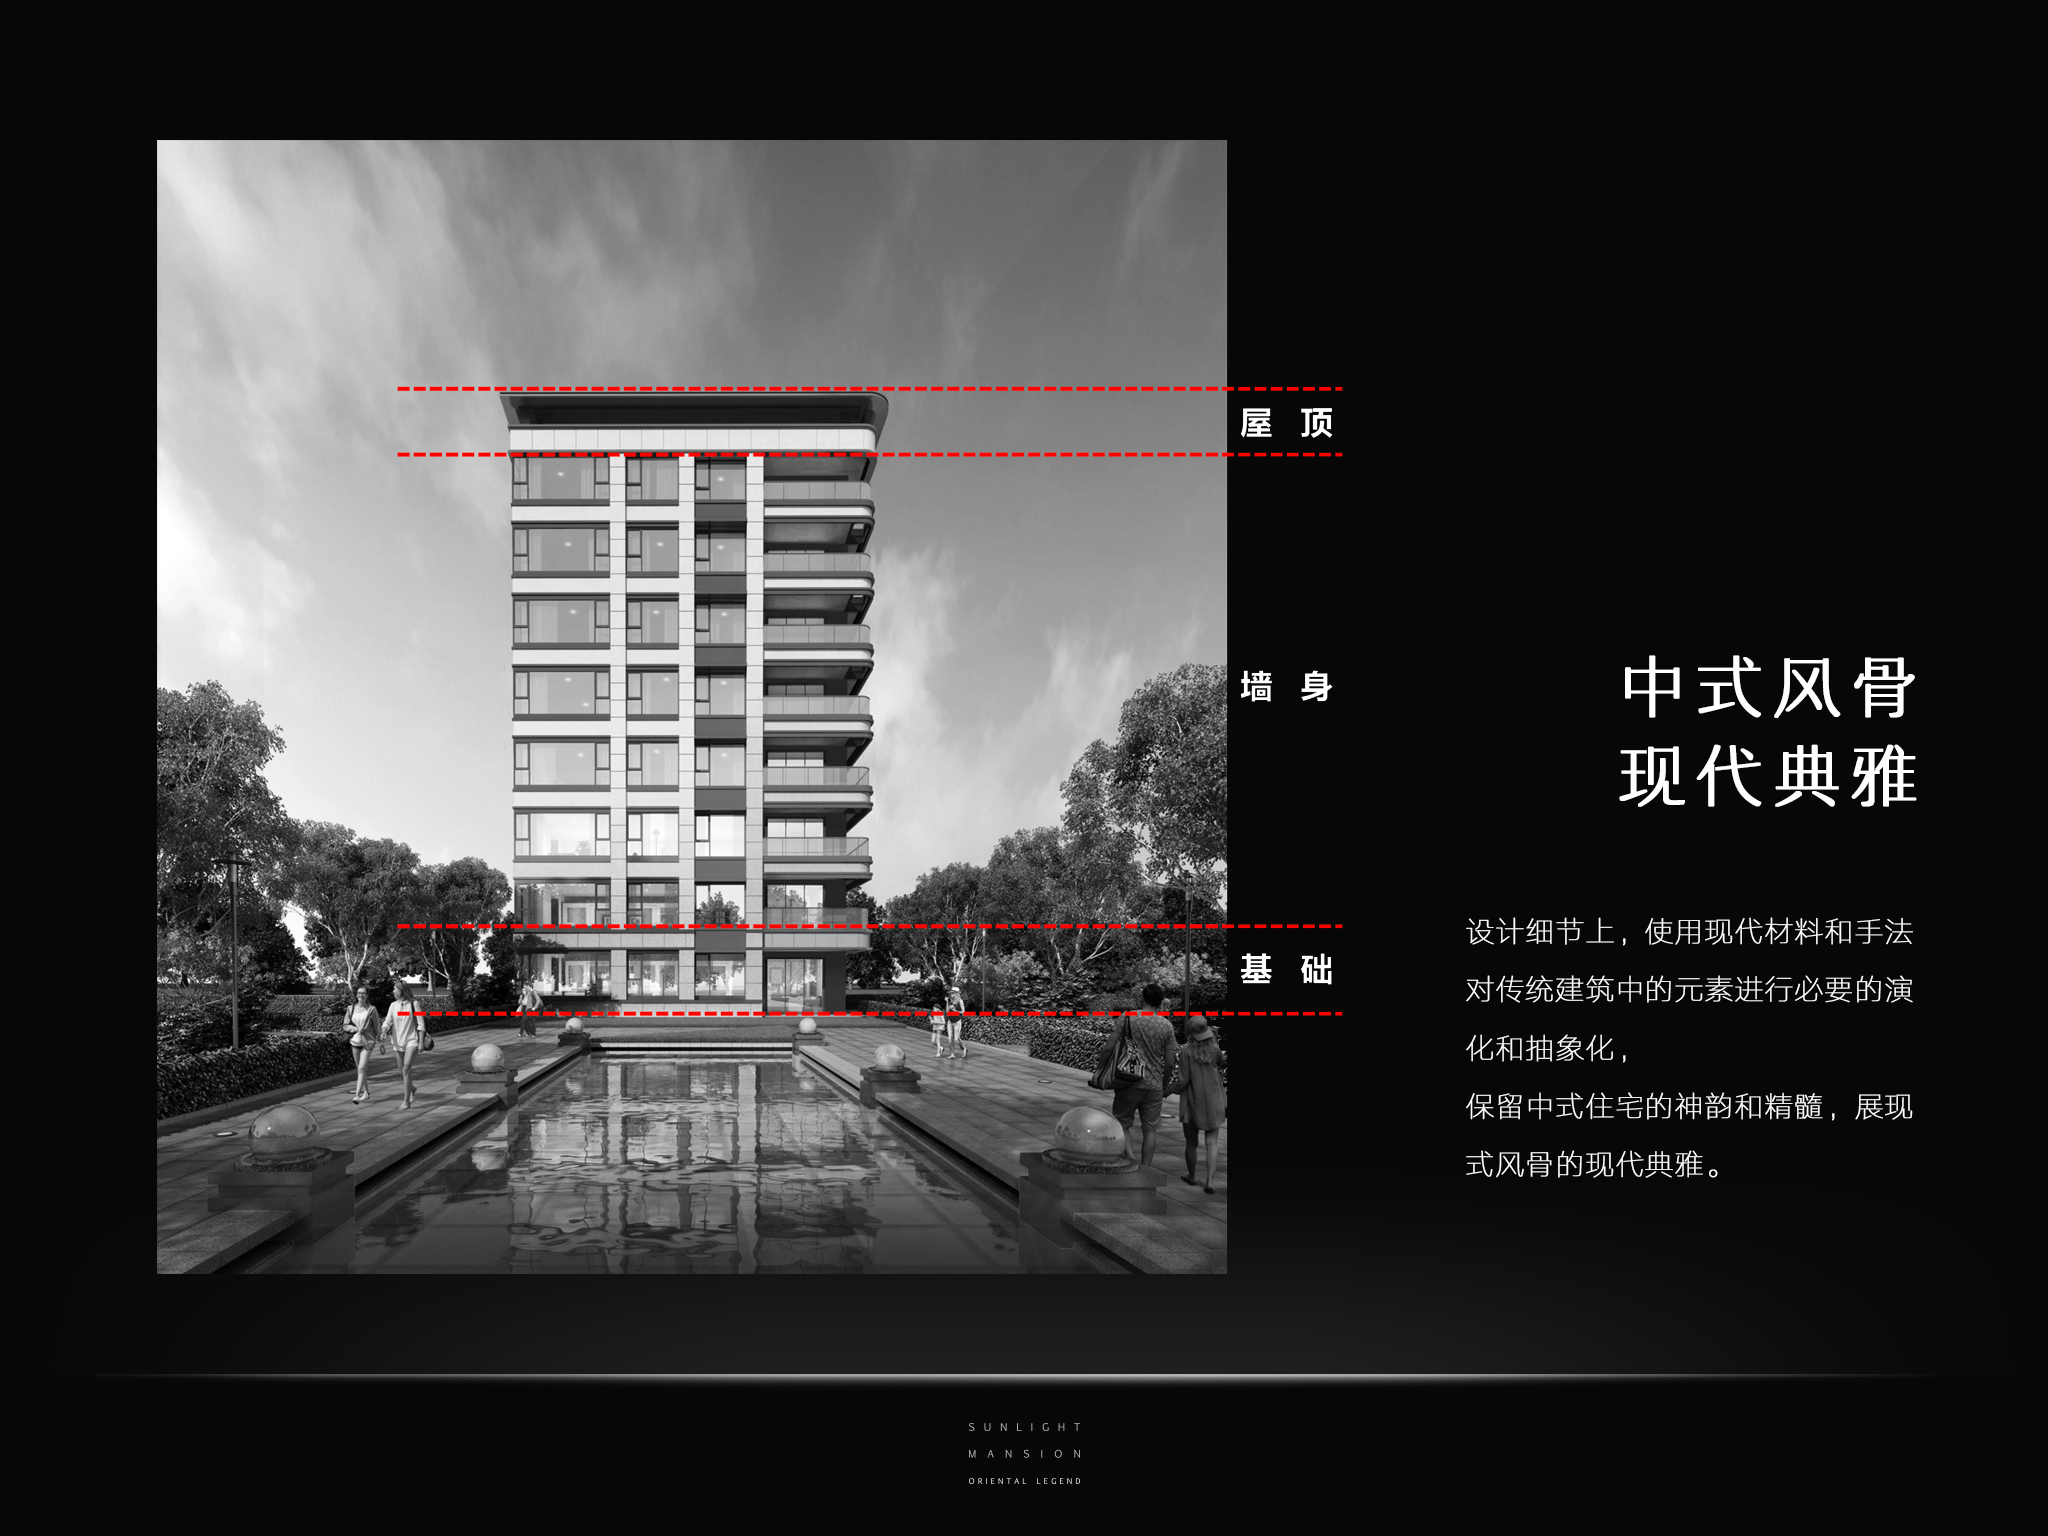 屋 顶
墙 身
基 础
中式风骨
现代典雅
设计细节上，使用现代材料和手法
对传统建筑中的元素进行必要的演
化和抽象化，
保留中式住宅的神韵和精髓，展现
式风骨的现代典雅。
SUNLIGHT
MANSION
ORIENTAL LEGEND